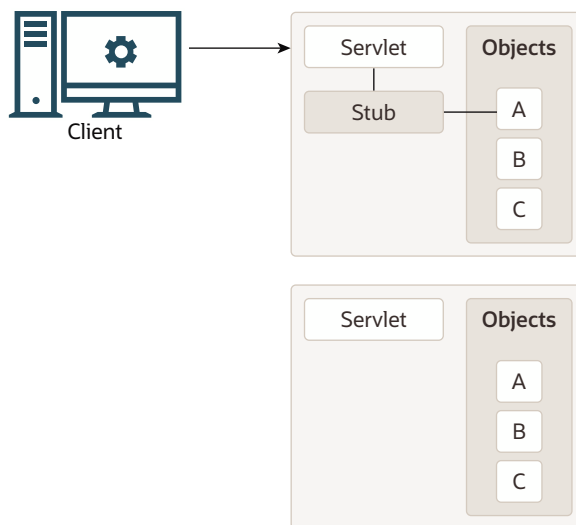 Client
Servlet
Stub
Objects
A
B
C
Servlet
Objects
A
B
C